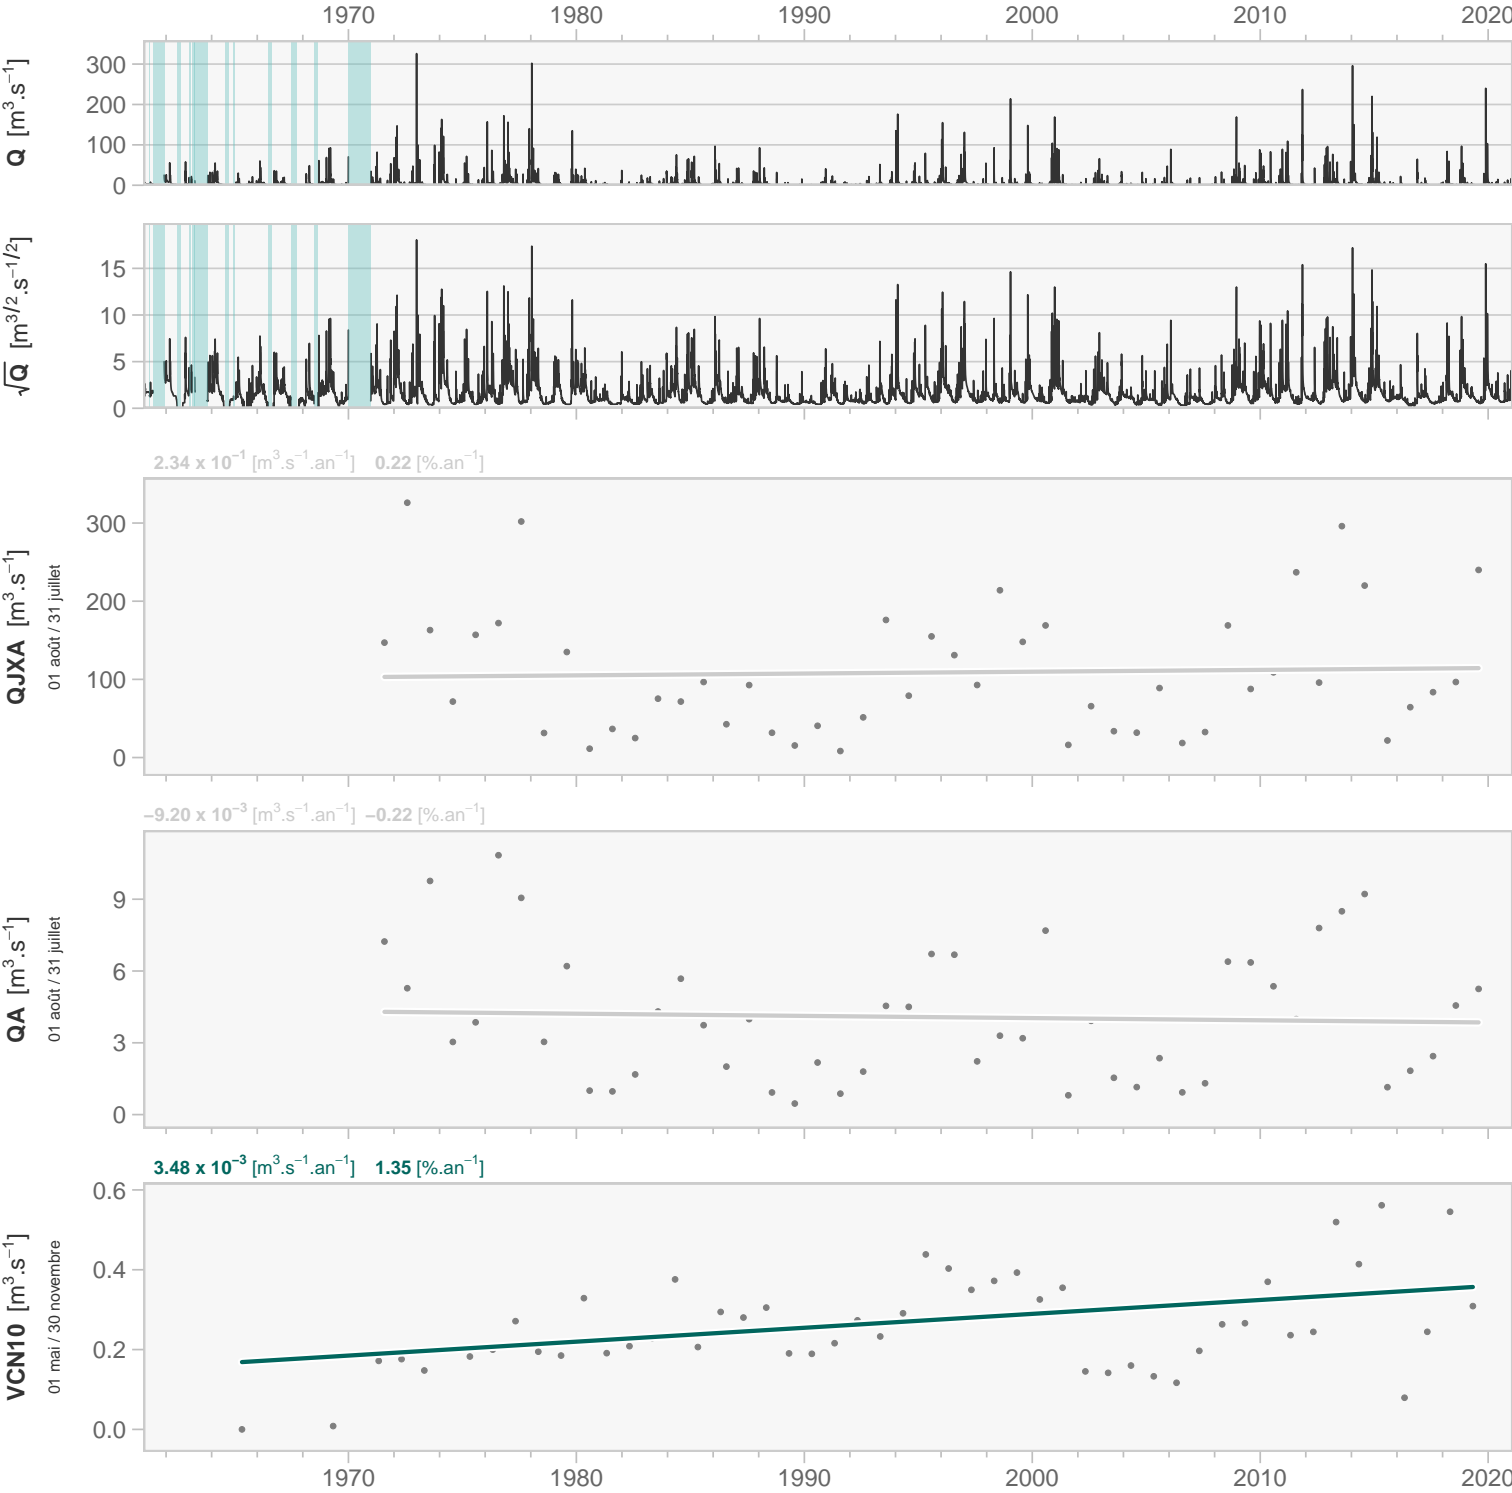 1970 1980 1990 2000 2010 2020
Q [m³.s⁻¹]
300
200
100
0
√Q [m³ᐟ².s⁻¹ᐟ²]
15
10
5
0
2.34 x 10⁻¹ [m³.s⁻¹.an⁻¹] 0.22 [%.an⁻¹]
QJXA [m³.s⁻¹]
01 août / 31 juillet
300
200
100
0
−9.20 x 10⁻³ [m³.s⁻¹.an⁻¹] −0.22 [%.an⁻¹]
QA [m³.s⁻¹]
01 août / 31 juillet
9
6
3
0
3.48 x 10⁻³ [m³.s⁻¹.an⁻¹] 1.35 [%.an⁻¹]
VCN10 [m³.s⁻¹]
01 mai / 30 novembre
0.6
0.4
0.2
0.0
1970 1980 1990 2000 2010 2020